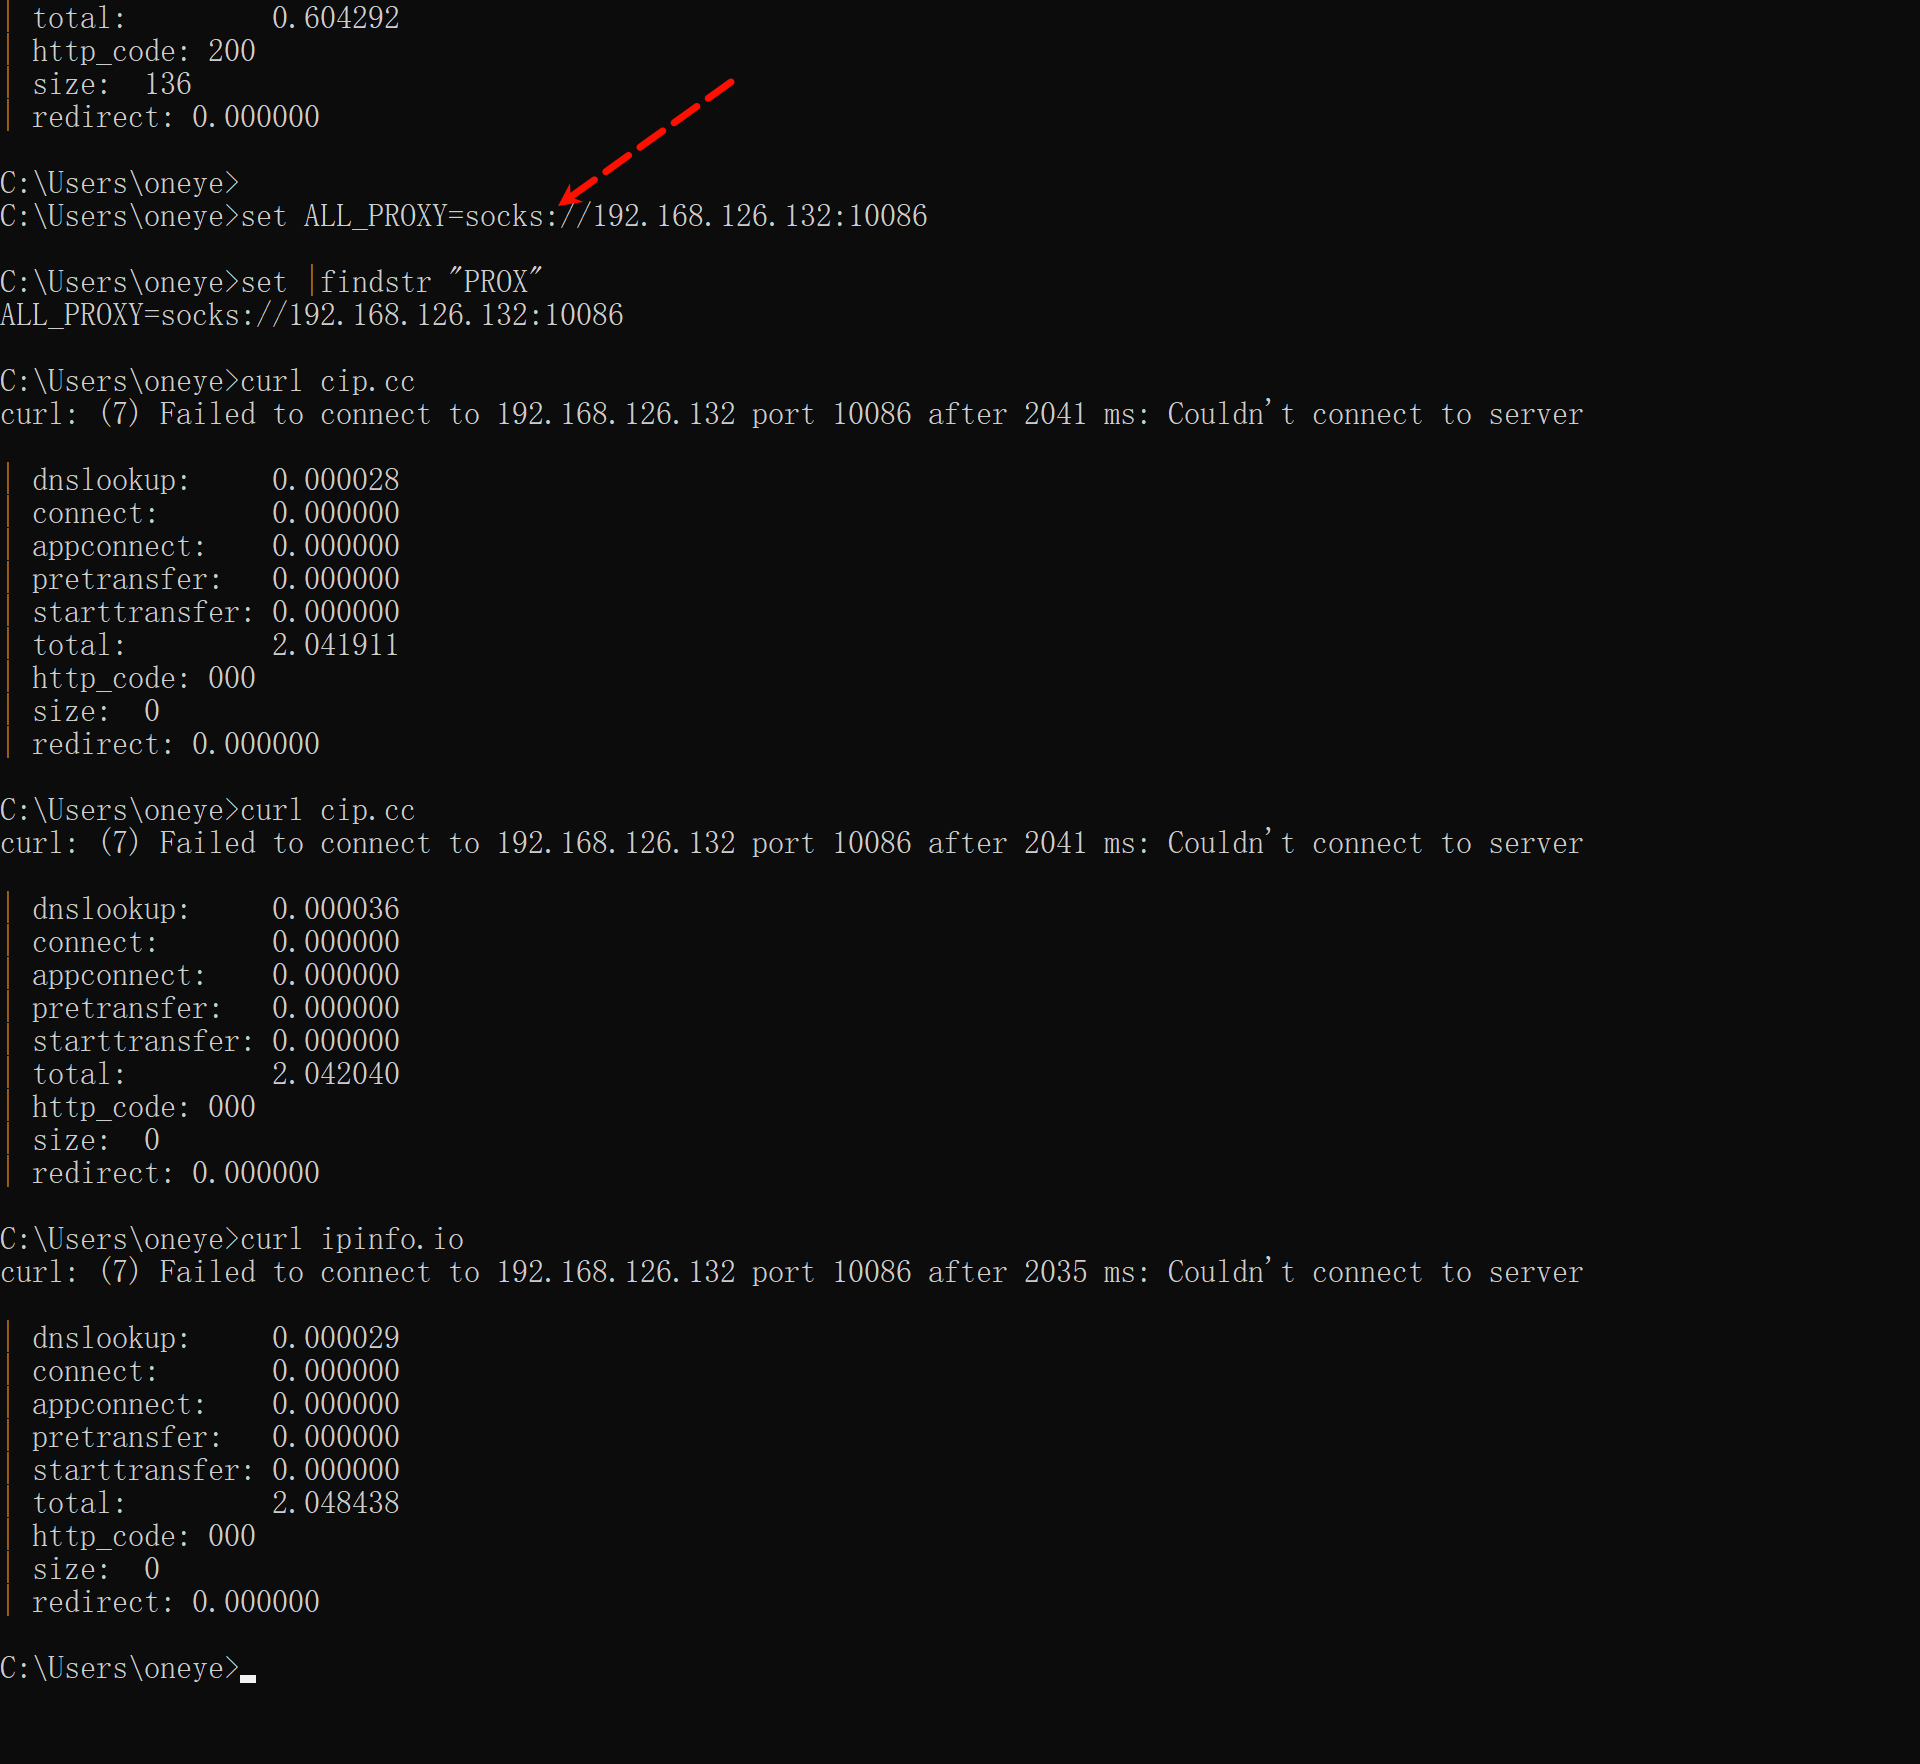 | total:         0.604292
| http_code: 200
| size:  136
| redirect: 0.000000
C:\Users\oneye>
C:\Users\oneye>set ALL_PROXY=socks://192.168.126.132:10086
C:\Users\oneye>set |findstr "PROX"
ALL_PROXY=socks://192.168.126.132:10086
C:\Users\oneye>curl cip.cc
curl: (7) Failed to connect to 192.168.126.132 port 10086 after 2041 ms: Couldn't connect to server
| dnslookup:     0.000028
| connect:       0.000000
| appconnect:    0.000000
| pretransfer:   0.000000
| starttransfer: 0.000000
| total:         2.041911
| http_code: 000
| size:  0
| redirect: 0.000000
C:\Users\oneye>curl cip.cc
curl: (7) Failed to connect to 192.168.126.132 port 10086 after 2041 ms: Couldn't connect to server
| dnslookup:     0.000036
| connect:       0.000000
| appconnect:    0.000000
| pretransfer:   0.000000
| starttransfer: 0.000000
| total:         2.042040
| http_code: 000
| size:  0
| redirect: 0.000000
C:\Users\oneye>curl ipinfo.io
curl: (7) Failed to connect to 192.168.126.132 port 10086 after 2035 ms: Couldn't connect to server
| dnslookup:     0.000029
| connect:       0.000000
| appconnect:    0.000000
| pretransfer:   0.000000
| starttransfer: 0.000000
| total:         2.048438
| http_code: 000
| size:  0
| redirect: 0.000000
C:\Users\oneye>